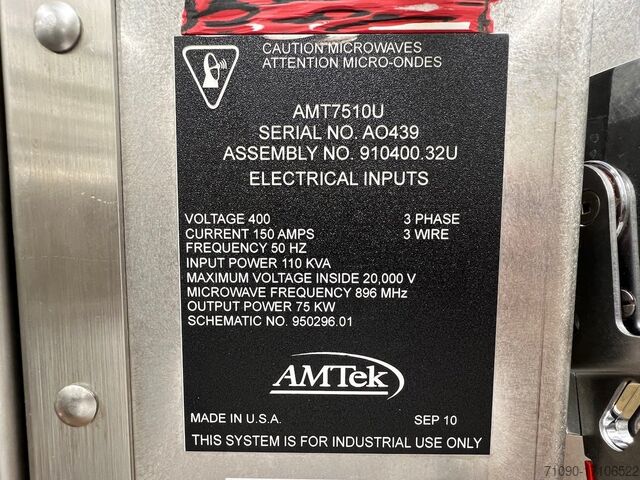 CAUTION MICROWAVES
ATTENTION MICRO-ONDES
AMT7510U
SERIAL NO. AO439
ASSEMBLY NO. 910400.32U
ELECTRICAL INPUTS
VOLTAGE 400 3 PHASE
CURRENT 150 AMPS 3 WIRE
FREQUENCY 50 HZ
INPUT POWER 110 KVA
MAXIMUM VOLTAGE INSIDE 20,000 V
MICROWAVE FREQUENCY 896 MHz
OUTPUT POWER 75 KW
SCHEMATIC NO. 950296.01
AMTek
MADE IN U.S.A. SEP 10
THIS SYSTEM IS FOR INDUSTRIAL USE ONLY
71090-17106522